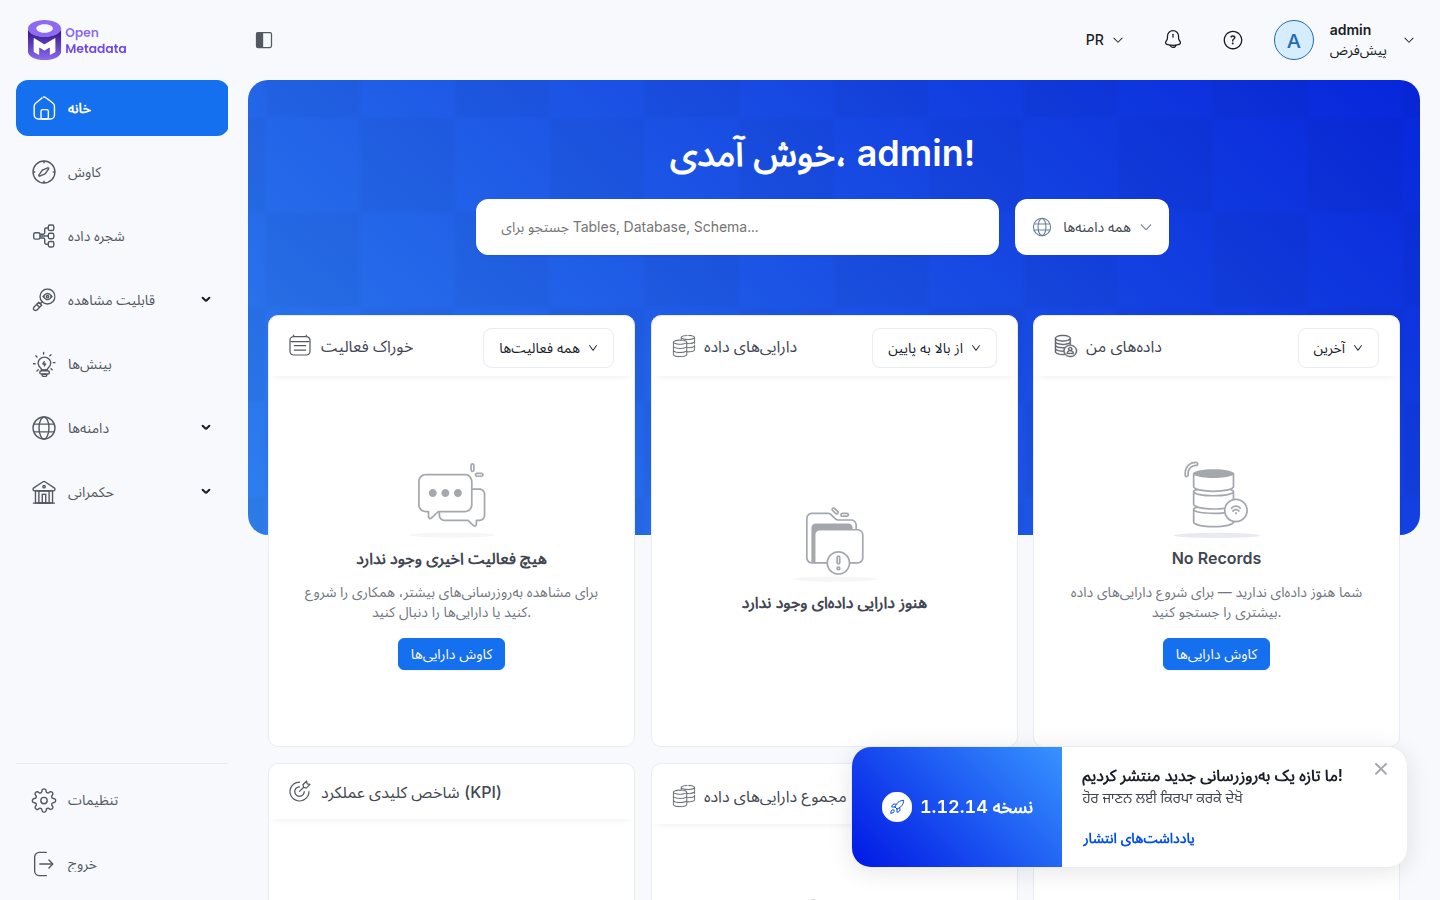 Open
Metadata
PR
A
admin
پیش‌فرض
خانه
کاوش
شجره داده
قابلیت مشاهده
بینش‌ها
دامنه‌ها
حکمرانی
تنظیمات
خروج
خوش آمدی، admin!
جستجو برای Tables, Database, Schema...
همه دامنه‌ها
خوراک فعالیت
همه فعالیت‌ها
هیچ فعالیت اخیری وجود ندارد
برای مشاهده به‌روزرسانی‌های بیشتر، همکاری را شروع
کنید یا دارایی‌ها را دنبال کنید.
کاوش دارایی‌ها
دارایی‌های داده
از بالا به پایین
هنوز دارایی داده‌ای وجود ندارد
داده‌های من
آخرین
No Records
شما هنوز داده‌ای ندارید — برای شروع دارایی‌های داده
بیشتری را جستجو کنید.
کاوش دارایی‌ها
شاخص کلیدی عملکرد (KPI)
مجموع دارایی‌های داده
نسخه 1.12.14
ما تازه یک به‌روزرسانی جدید منتشر کردیم!
ਹੋਰ ਜਾਣਨ ਲਈ ਕਿਰਪਾ ਕਰਕੇ ਦੇਖੋ
یادداشت‌های انتشار